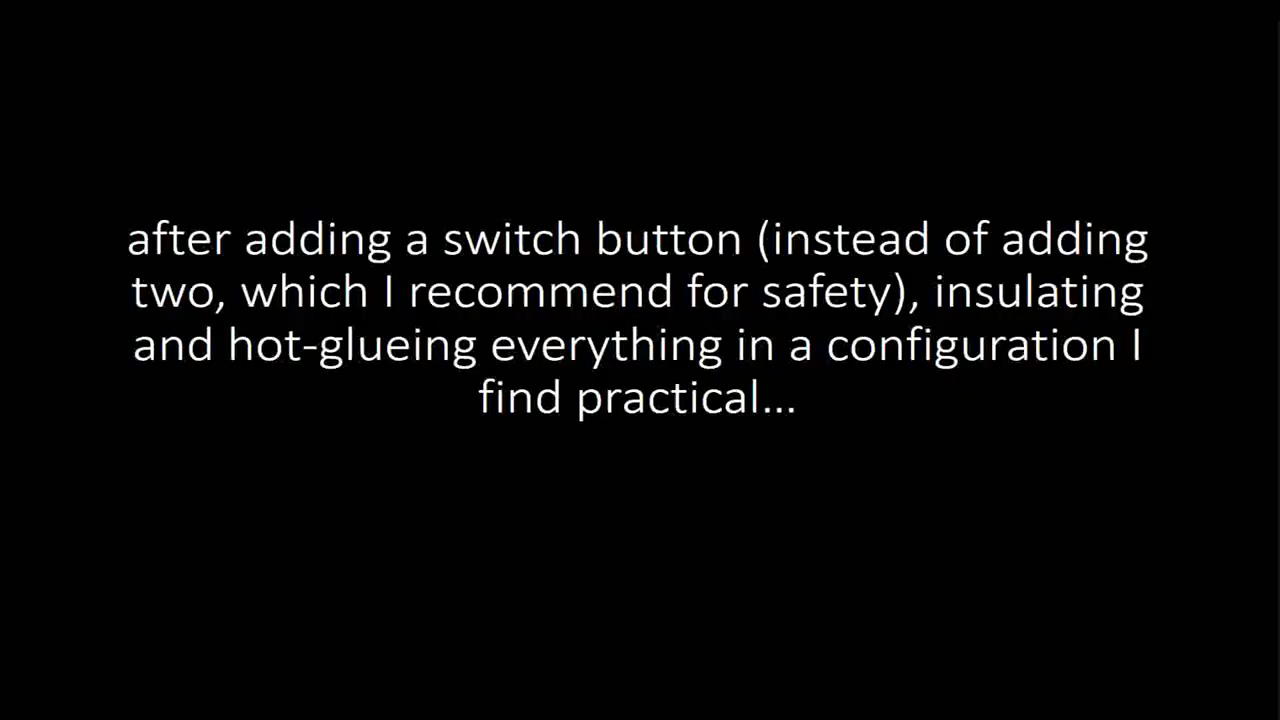 after adding a switch button (instead of adding
two, which I recommend for safety), insulating
and hot-glueing everything in a configuration I
find practical...